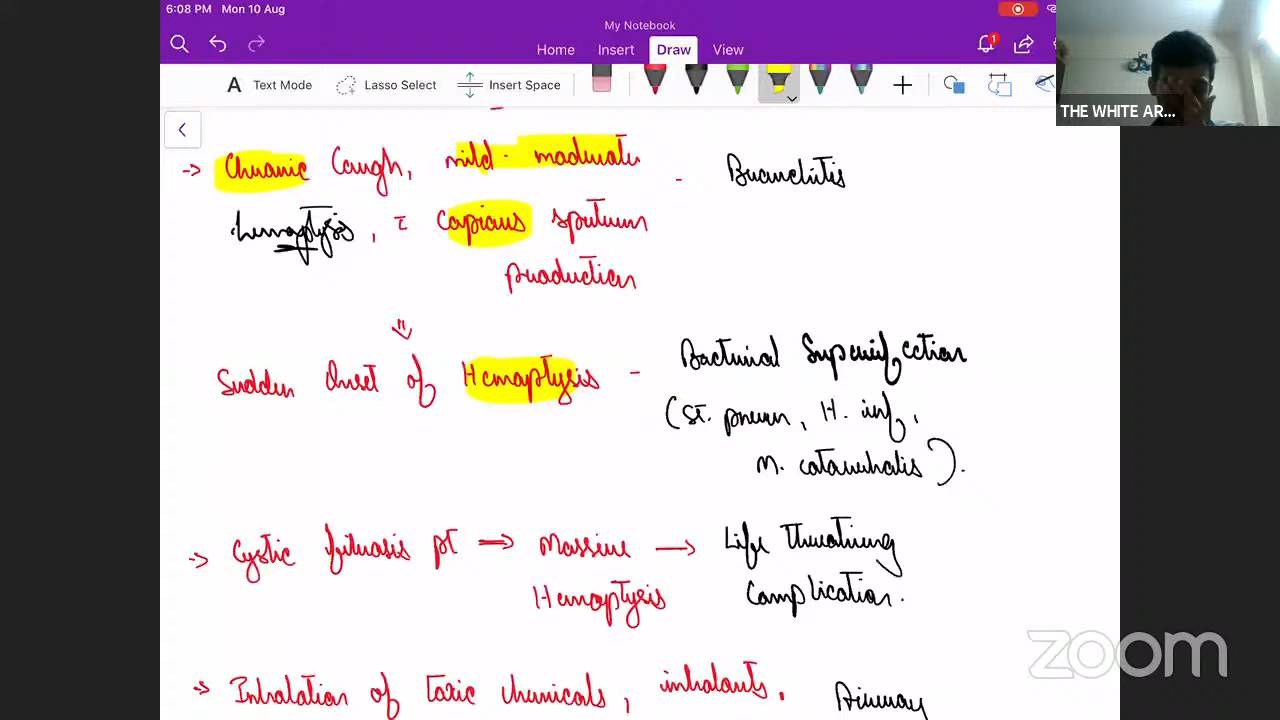 6:08 PM Mon 10 Aug
My Notebook
Home Insert Draw View
1
A Text Mode Lasso Select Insert Space
THE WHITE AR...
→ Chronic Cough, mild - moderate - Bronchitis
hemoptysis, c̄ Copious sputum
production
Sudden Onset of Hemoptysis - Bacterial Superinfection
(St. pneum, H. inf,
M. catarrhalis).
→ Cystic fibrosis pt → Massive → Life Threatning
Hemoptysis Complication.
→ Inhalation of toxic chemicals, inhalants. Airway
zoom